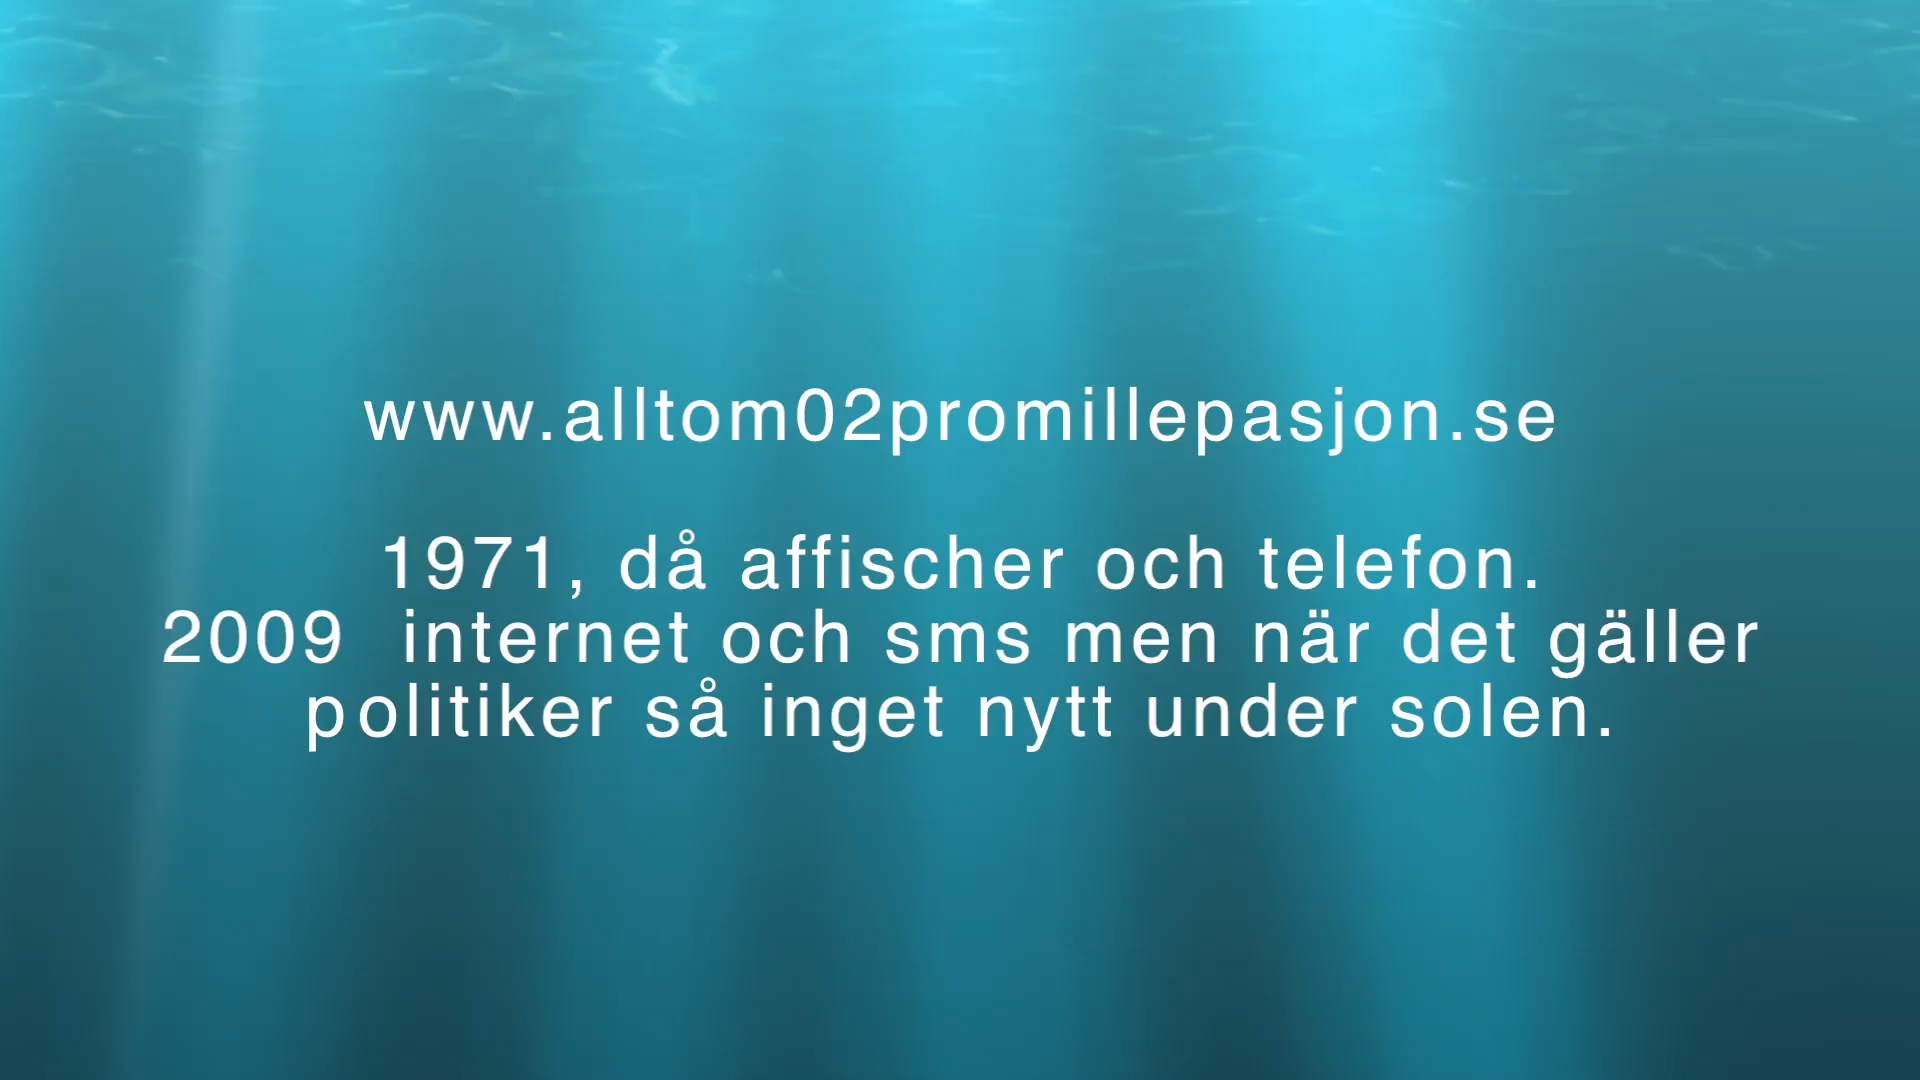 www.alltom02promillepasjon.se
1971, då affischer och telefon.
2009  internet och sms men när det gäller
politiker så inget nytt under solen.